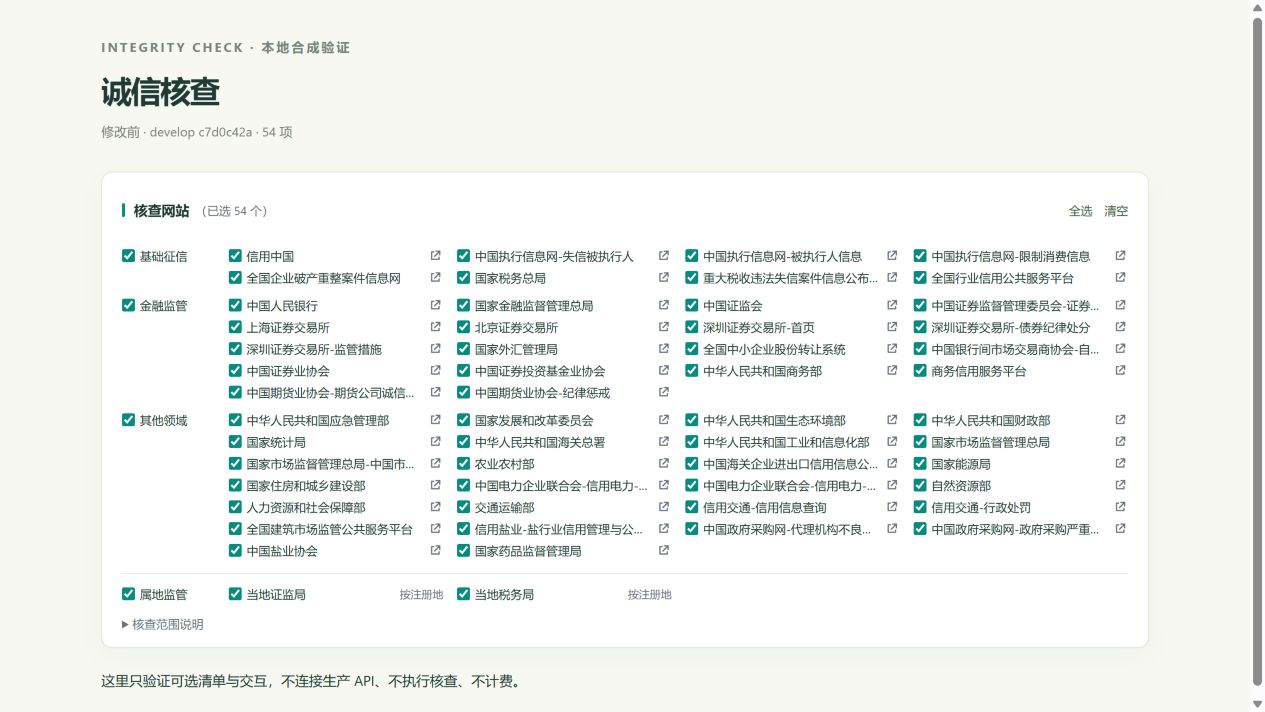 INTEGRITY CHECK · 本地合成验证
诚信核查
修改前 · develop c7d0c42a · 54 项
核查网站 （已选 54 个） 全选 清空
基础征信 信用中国 中国执行信息网-失信被执行人 中国执行信息网-被执行人信息 中国执行信息网-限制消费信息
全国企业破产重整案件信息网 国家税务总局 重大税收违法失信案件信息公布... 全国行业信用公共服务平台
金融监管 中国人民银行 国家金融监督管理总局 中国证监会 中国证券监督管理委员会-证券...
上海证券交易所 北京证券交易所 深圳证券交易所-首页 深圳证券交易所-债券纪律处分
深圳证券交易所-监管措施 国家外汇管理局 全国中小企业股份转让系统 中国银行间市场交易商协会-自...
中国证券业协会 中国证券投资基金业协会 中华人民共和国商务部 商务信用服务平台
中国期货业协会-期货公司诚信... 中国期货业协会-纪律惩戒
其他领域 中华人民共和国应急管理部 国家发展和改革委员会 中华人民共和国生态环境部 中华人民共和国财政部
国家统计局 中华人民共和国海关总署 中华人民共和国工业和信息化部 国家市场监督管理总局
国家市场监督管理总局-中国市... 农业农村部 中国海关企业进出口信用信息公... 国家能源局
国家住房和城乡建设部 中国电力企业联合会-信用电力-... 中国电力企业联合会-信用电力-... 自然资源部
人力资源和社会保障部 交通运输部 信用交通-信用信息查询 信用交通-行政处罚
全国建筑市场监管公共服务平台 信用盐业-盐行业信用管理与公... 中国政府采购网-代理机构不良... 中国政府采购网-政府采购严重...
中国盐业协会 国家药品监督管理局
属地监管 当地证监局 按注册地 当地税务局 按注册地
▶ 核查范围说明
这里只验证可选清单与交互，不连接生产 API、不执行核查、不计费。